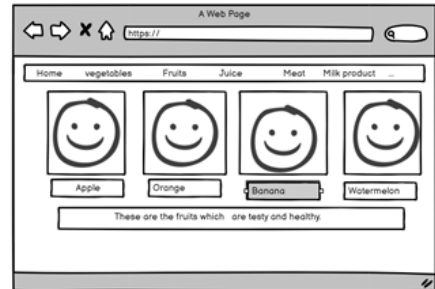 A Web Page
https://
Home vegetables Fruits Juice Meat Milk product ...
Apple Orange Banana Watermelon
These are the fruits which are testy and healthy.